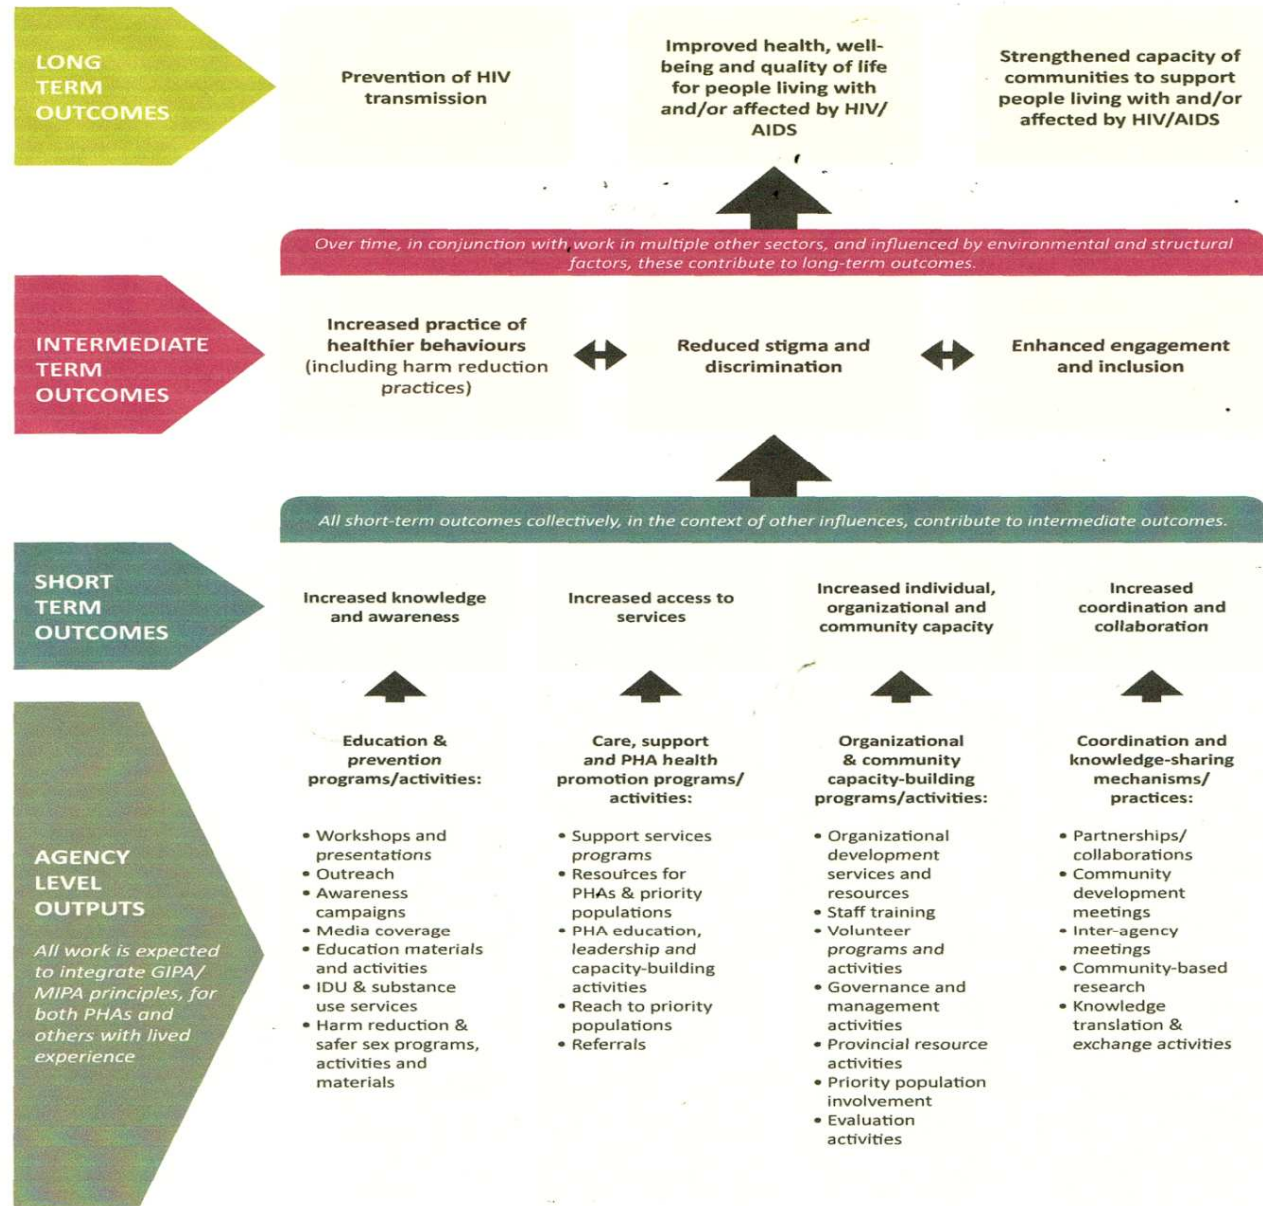 LONG
TERM
OUTCOMES
Prevention of HIV
transmission
Improved health, well-
being and quality of life
for people living with
and/or affected by HIV/
AIDS
Strengthened capacity of
communities to support
people living with and/or
affected by HIV/AIDS
Over time, in conjunction with work in multiple other sectors, and influenced by environmental and structural
factors, these contribute to long-term outcomes.
INTERMEDIATE
TERM
OUTCOMES
Increased practice of
healthier behaviours
(including harm reduction
practices)
Reduced stigma and
discrimination
Enhanced engagement
and inclusion
All short-term outcomes collectively, in the context of other influences, contribute to intermediate outcomes.
SHORT
TERM
OUTCOMES
Increased knowledge
and awareness
Increased access to
services
Increased individual,
organizational and
community capacity
Increased
coordination and
collaboration
AGENCY
LEVEL
OUTPUTS
All work is expected
to integrate GIPA/
MIPA principles, for
both PHAs and
others with lived
experience
Education &
prevention
programs/activities:
• Workshops and
presentations
• Outreach
• Awareness
campaigns
• Media coverage
• Education materials
and activities
• IDU & substance
use services
• Harm reduction &
safer sex programs,
activities and
materials
Care, support
and PHA health
promotion programs/
activities:
• Support services
programs
• Resources for
PHAs & priority
populations
• PHA education,
leadership and
capacity-building
activities
• Reach to priority
populations
• Referrals
Organizational
& community
capacity-building
programs/activities:
• Organizational
development
services and
resources
• Staff training
• Volunteer
programs and
activities
• Governance and
management
activities
• Provincial resource
activities
• Priority population
involvement
• Evaluation
activities
Coordination and
knowledge-sharing
mechanisms/
practices:
• Partnerships/
collaborations
• Community
development
meetings
• Inter-agency
meetings
• Community-based
research
• Knowledge
translation &
exchange activities